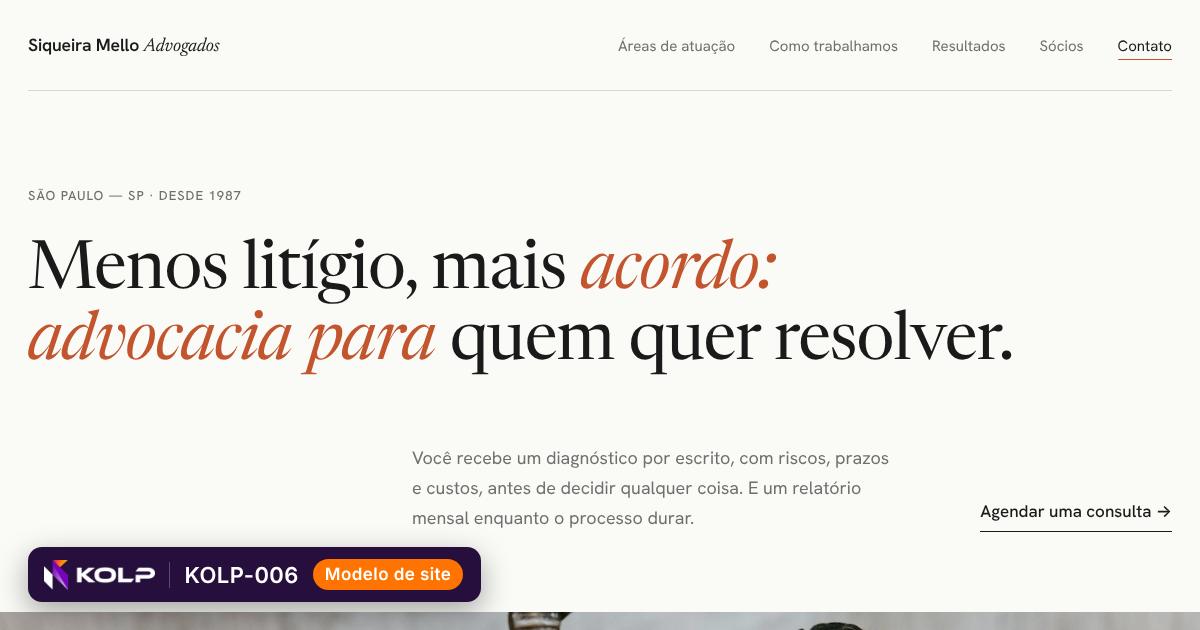 Siqueira Mello Advogados
Áreas de atuação
Como trabalhamos
Resultados
Sócios
Contato
SÃO PAULO — SP · DESDE 1987
Menos litígio, mais acordo:
advocacia para quem quer resolver.
Você recebe um diagnóstico por escrito, com riscos, prazos
e custos, antes de decidir qualquer coisa. E um relatório
mensal enquanto o processo durar.
Agendar uma consulta →
KOLP
KOLP-006
Modelo de site